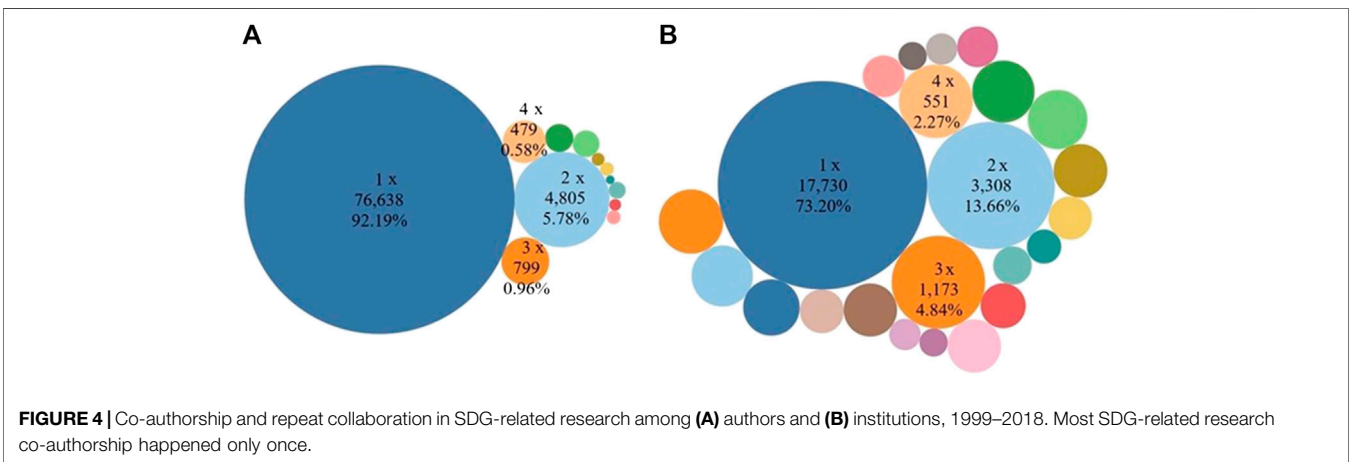 A
1 x
76,638
92.19%
4 x
479
0.58%
2 x
4,805
5.78%
3 x
799
0.96%
B
1 x
17,730
73.20%
4 x
551
2.27%
2 x
3,308
13.66%
3 x
1,173
4.84%
FIGURE 4 | Co-authorship and repeat collaboration in SDG-related research among (A) authors and (B) institutions, 1999–2018. Most SDG-related research
co-authorship happened only once.